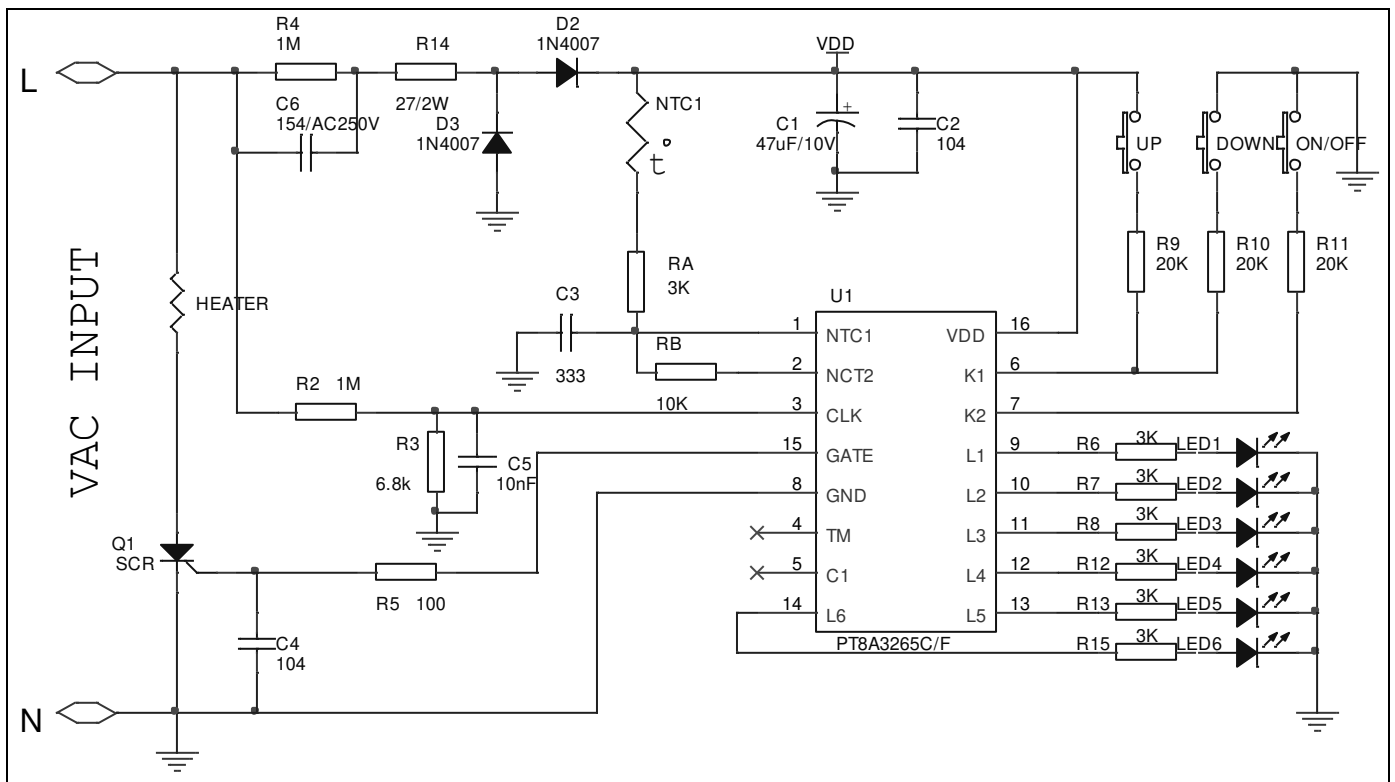 R4
1M
R14
D2
1N4007
VDD
L
C6
154/AC250V
27/2W
D3
1N4007
NTC1
t°
C1
47uF/10V
+
C2
104
UP
DOWN
ON/OFF
R9
20K
R10
20K
R11
20K
VAC INPUT
HEATER
RA
3K
C3
333
RB
10K
U1
1 NTC1
VDD 16
2 NCT2
K1 6
3 CLK
K2 7
15 GATE
L1 9
8 GND
L2 10
4 TM
L3 11
5 C1
L4 12
14 L6
L5 13
PT8A3265C/F
R2 1M
R3
6.8k
C5
10nF
R6 3K LED1
R7 3K LED2
R8 3K LED3
R12 3K LED4
R13 3K LED5
R15 3K LED6
Q1
SCR
R5 100
C4
104
N